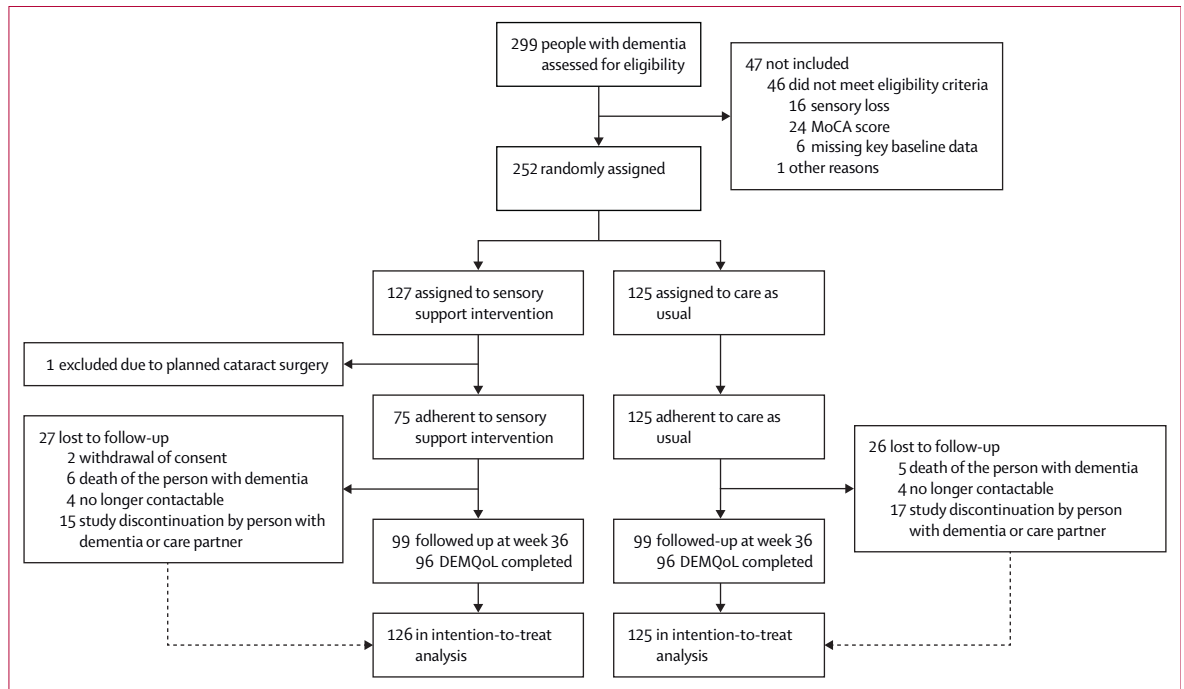 299 people with dementia
assessed for eligibility
47 not included
46 did not meet eligibility criteria
16 sensory loss
24 MoCA score
6 missing key baseline data
1 other reasons
252 randomly assigned
127 assigned to sensory
support intervention
125 assigned to care as
usual
1 excluded due to planned cataract surgery
75 adherent to sensory
support intervention
125 adherent to care as
usual
27 lost to follow-up
2 withdrawal of consent
6 death of the person with dementia
4 no longer contactable
15 study discontinuation by person with
dementia or care partner
26 lost to follow-up
5 death of the person with dementia
4 no longer contactable
17 study discontinuation by person
with dementia or care partner
99 followed up at week 36
96 DEMQoL completed
99 followed-up at week 36
96 DEMQoL completed
126 in intention-to-treat
analysis
125 in intention-to-treat
analysis